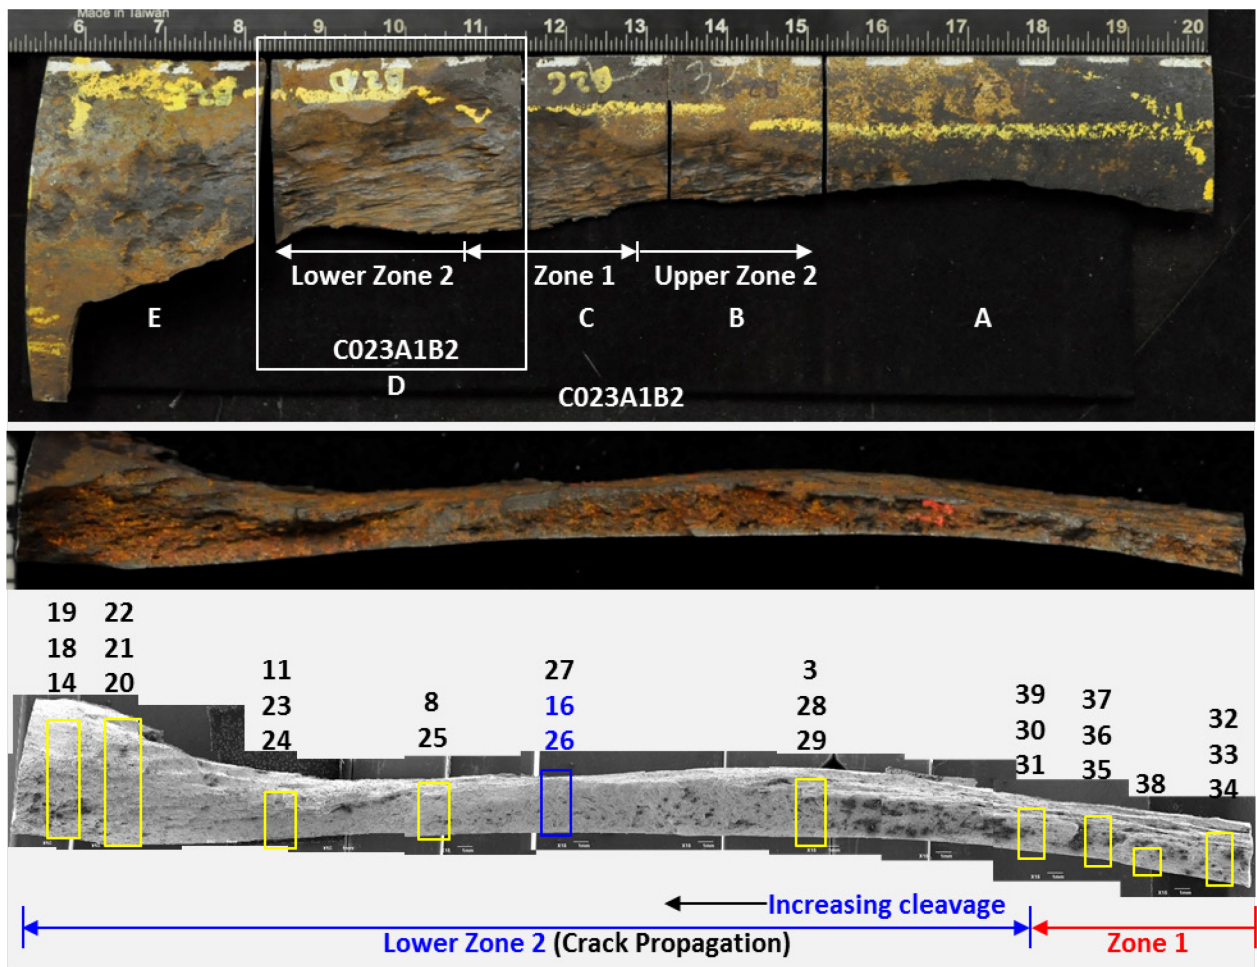 Made in Taiwan
6 7 8 9 10 11 12 13 14 15 16 17 18 19 20
Lower Zone 2
Zone 1
Upper Zone 2
E
C
B
A
C023A1B2
D
C023A1B2
19
18
14
22
21
20
11
23
24
8
25
27
16
26
3
28
29
39
30
31
37
36
35
38
32
33
34
Increasing cleavage
Lower Zone 2 (Crack Propagation)
Zone 1